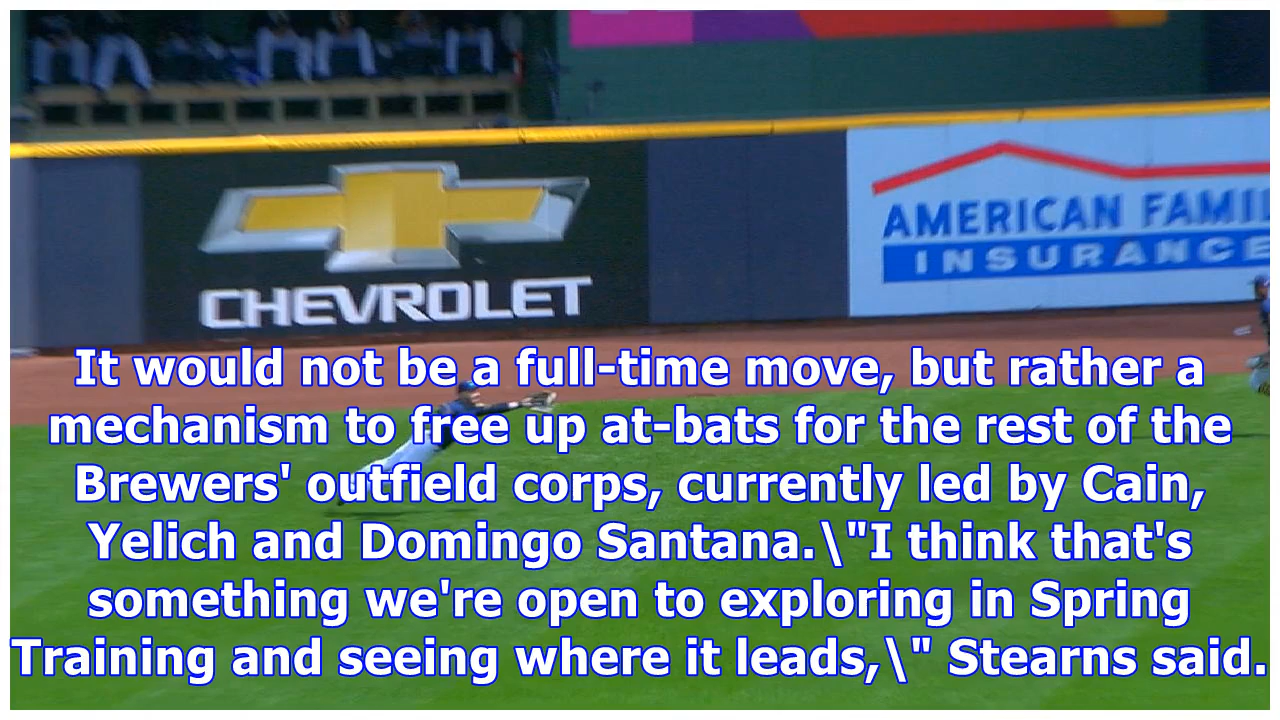 CHEVROLET
AMERICAN FAMIL
INSURANCE
It would not be a full-time move, but rather a
mechanism to free up at-bats for the rest of the
Brewers' outfield corps, currently led by Cain,
Yelich and Domingo Santana.\"I think that's
something we're open to exploring in Spring
Training and seeing where it leads,\" Stearns said.